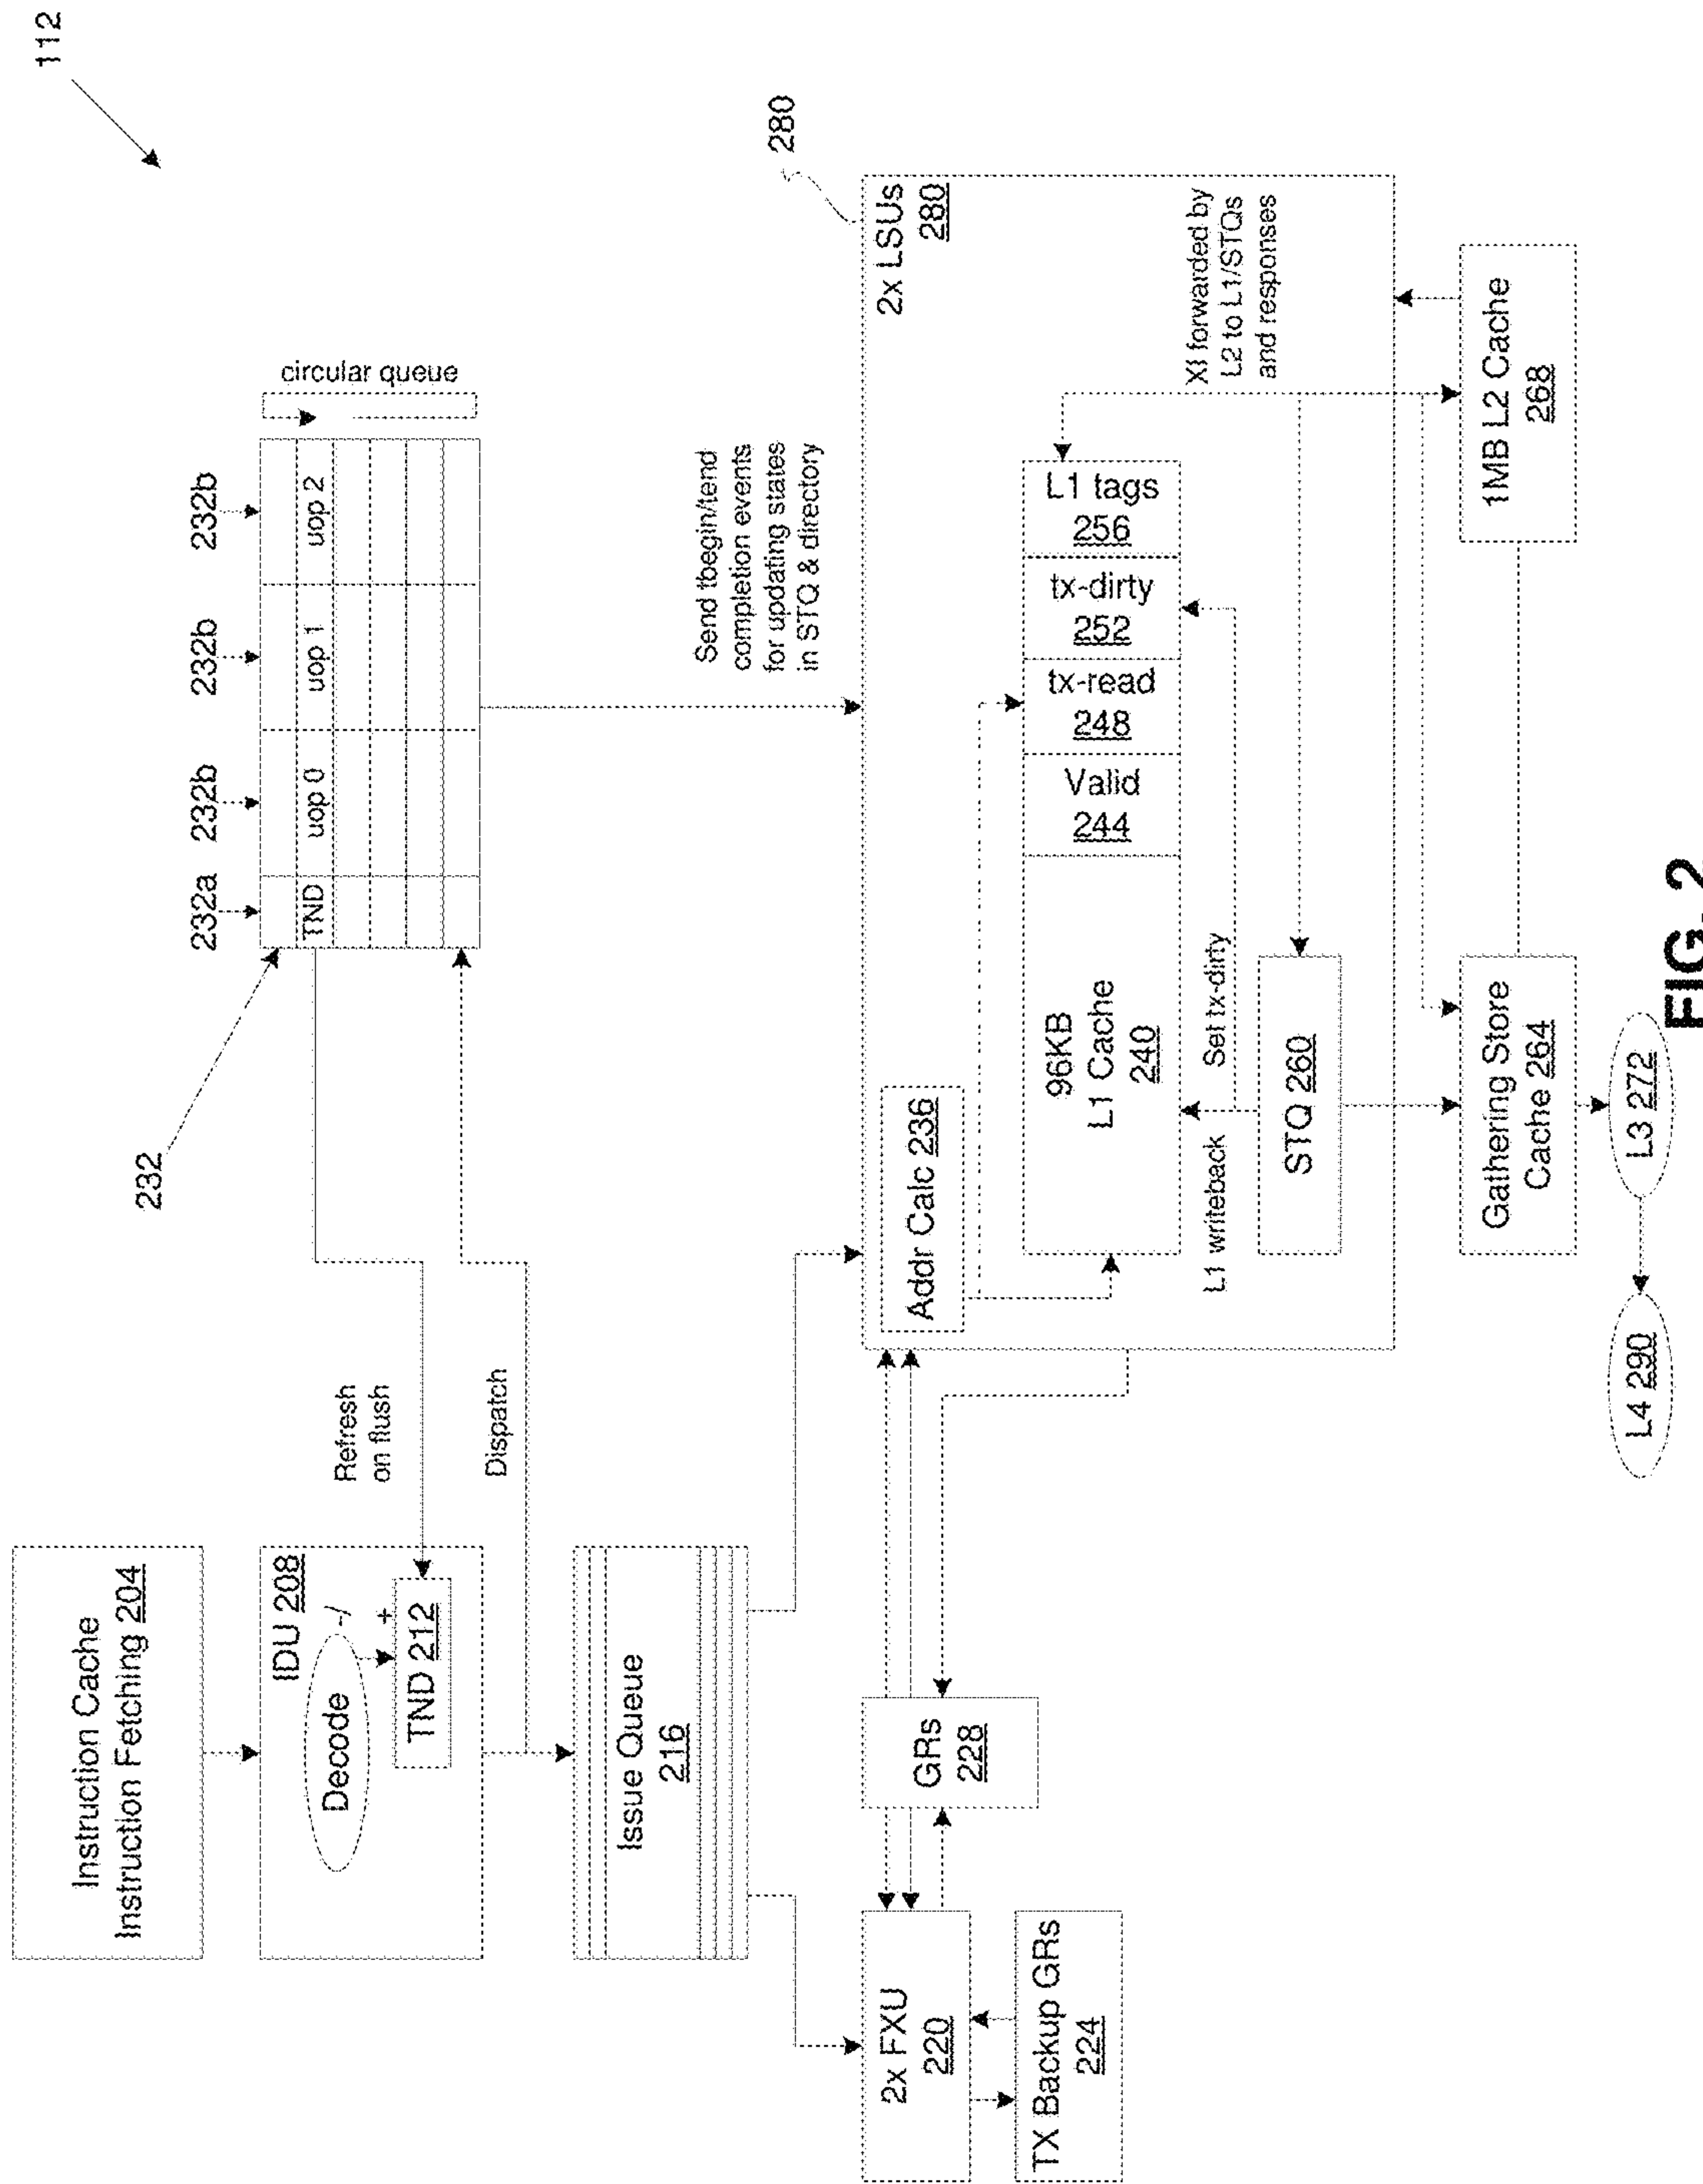 112
Instruction Cache
Instruction Fetching 204
IDU 208
Decode
-/
+
TND 212
Refresh
on flush
Dispatch
232
232a
232b
232b
232b
TND
uop 0
uop 1
uop 2
circular queue
Issue Queue
216
Send tbegin/tend
completion events
for updating states
in STQ & directory
2x FXU
220
TX Backup GRs
224
GRs
228
280
2x LSUs
280
Addr Calc 236
96KB
L1 Cache
240
Valid
244
tx-read
248
tx-dirty
252
L1 tags
256
L1 writeback
Set tx-dirty
XI forwarded by
L2 to L1/STQs
and responses
STQ 260
Gathering Store
Cache 264
1MB L2 Cache
268
L4 290
L3 272
FIG. 2